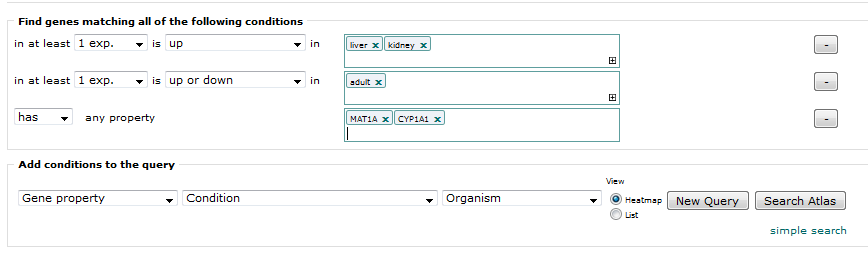 Find genes matching all of the following conditions
in at least 1 exp. is up in liver x kidney x -
in at least 1 exp. is up or down in adult x -
has any property MAT1A x CYP1A1 x -
Add conditions to the query
View
Gene property Condition Organism Heatmap New Query Search Atlas
List
simple search